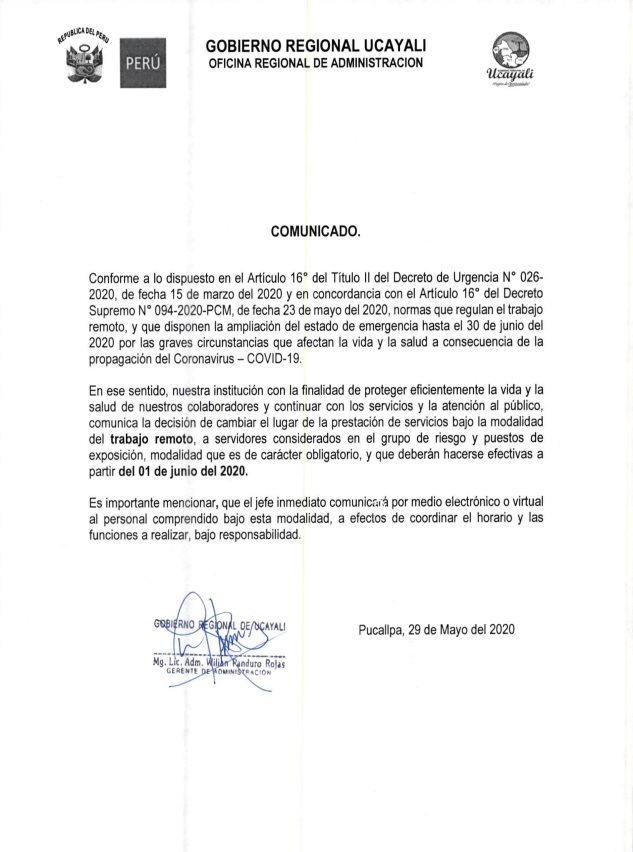 REPUBLICA DEL PERU
PERÚ
GOBIERNO REGIONAL UCAYALI
OFICINA REGIONAL DE ADMINISTRACION
Ucayali
COMUNICADO.
Conforme a lo dispuesto en el Artículo 16° del Titulo II del Decreto de Urgencia N° 026-
2020, de fecha 15 de marzo del 2020 y en concordancia con el Artículo 16° del Decreto
Supremo N° 094-2020-PCM, de fecha 23 de mayo del 2020, normas que regulan el trabajo
remoto, y que disponen la ampliación del estado de emergencia hasta el 30 de junio del
2020 por las graves circunstancias que afectan la vida y la salud a consecuencia de la
propagación del Coronavirus – COVID-19.
En ese sentido, nuestra institución con la finalidad de proteger eficientemente la vida y la
salud de nuestros colaboradores y continuar con los servicios y la atención al público,
comunica la decisión de cambiar el lugar de la prestación de servicios bajo la modalidad
del trabajo remoto, a servidores considerados en el grupo de riesgo y puestos de
exposición, modalidad que es de carácter obligatorio, y que deberán hacerse efectivas a
partir del 01 de junio del 2020.
Es importante mencionar, que el jefe inmediato comunicará por medio electrónico o virtual
al personal comprendido bajo esta modalidad, a efectos de coordinar el horario y las
funciones a realizar, bajo responsabilidad.
GOBIERNO REGIONAL DE UCAYALI
Mg. Lic. Adm. Wilian Panduro Rojas
GERENTE DE ADMINISTRACIÓN
Pucallpa, 29 de Mayo del 2020